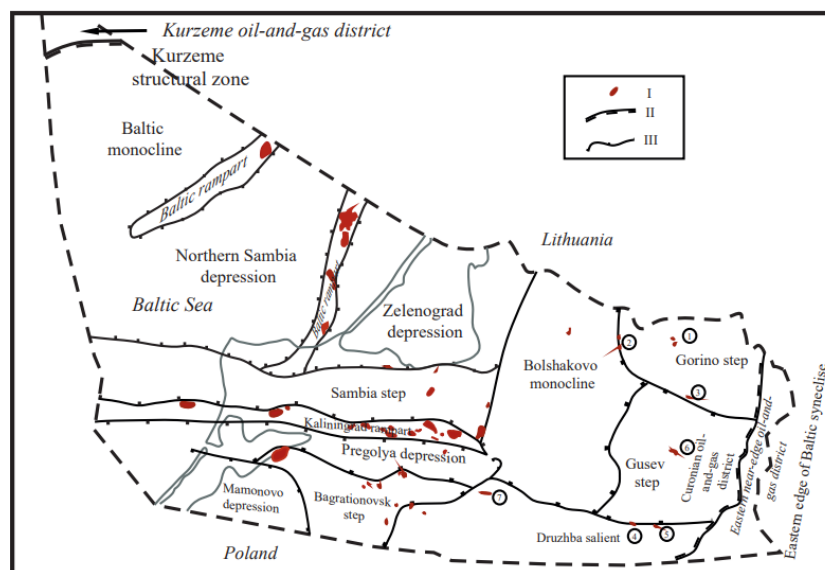 Kurzeme oil-and-gas district
Kurzeme
structural zone
I
II
III
Baltic
monocline
Baltic rampart
Lithuania
Northern Sambia
depression
Baltic rampart
Baltic Sea
Zelenograd
depression
1
2
Gorino step
Bolshakovo
monocline
Sambia step
3
Kaliningrad rampart
Pregolya depression
6
Gusev
step
Curonian oil-
and-gas
district
Eastern near-edge oil-and-
gas district
Eastern edge of Baltic syneclise
Mamonovo
depression
Bagrationovsk
step
7
Druzhba salient
4
5
Poland